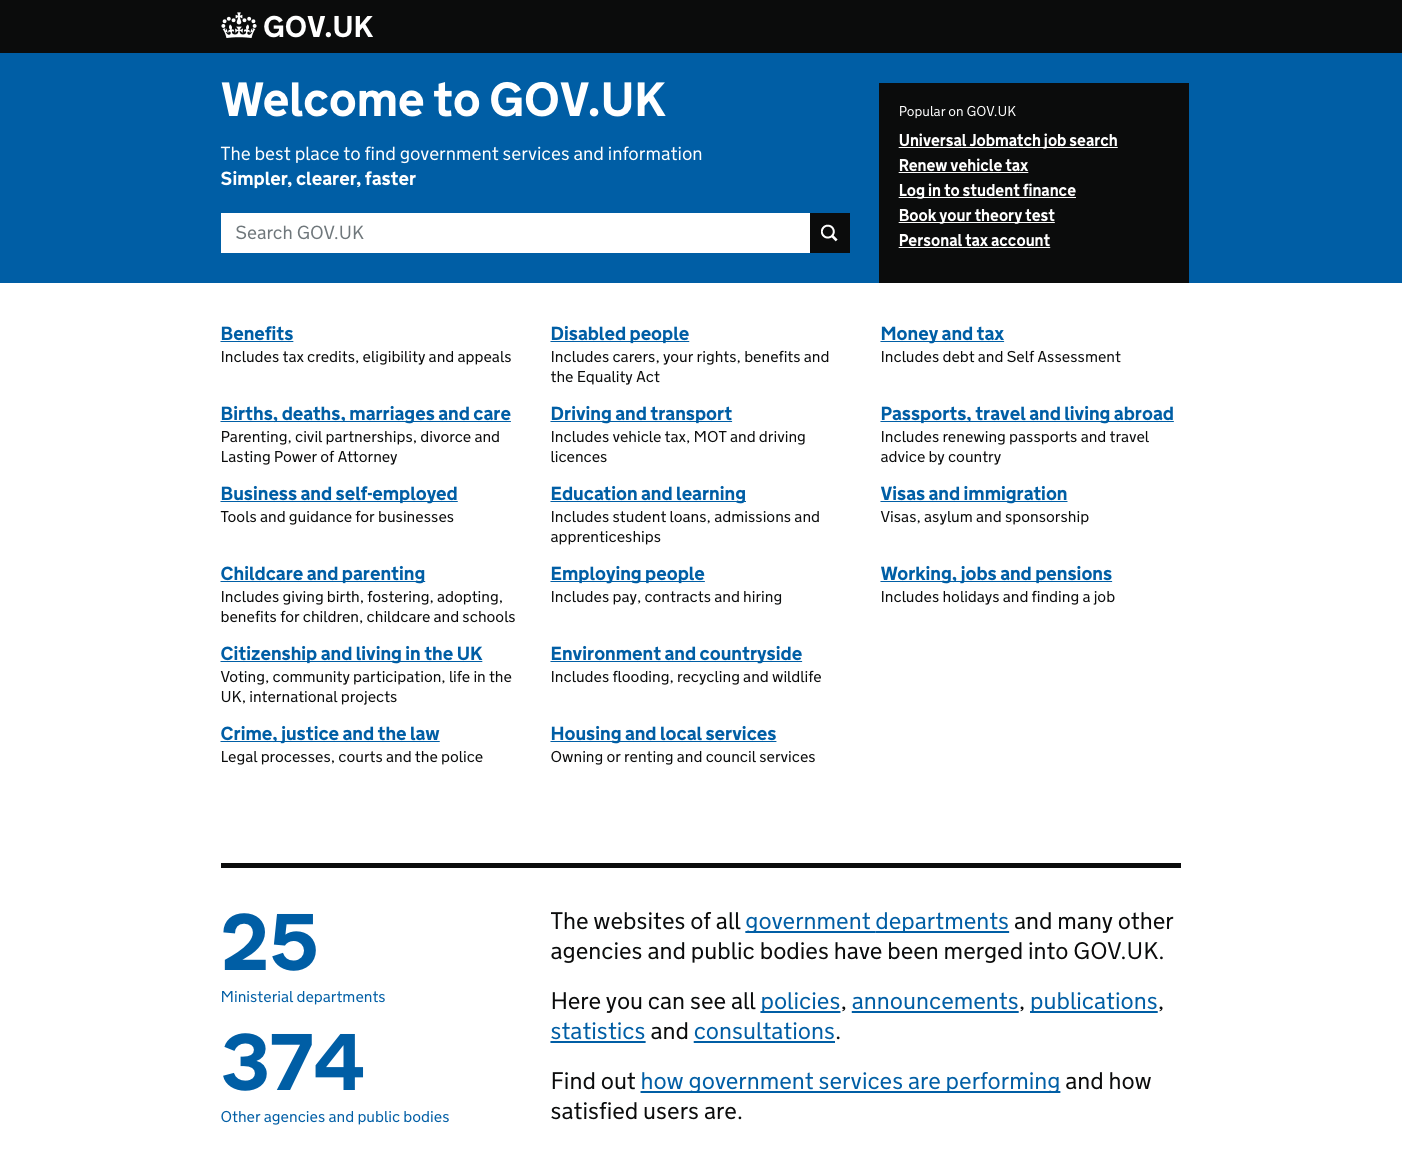 GOV.UK
Welcome to GOV.UK
The best place to find government services and information
Simpler, clearer, faster
Search GOV.UK
Popular on GOV.UK
Universal Jobmatch job search
Renew vehicle tax
Log in to student finance
Book your theory test
Personal tax account
Benefits
Includes tax credits, eligibility and appeals
Births, deaths, marriages and care
Parenting, civil partnerships, divorce and
Lasting Power of Attorney
Business and self-employed
Tools and guidance for businesses
Childcare and parenting
Includes giving birth, fostering, adopting,
benefits for children, childcare and schools
Citizenship and living in the UK
Voting, community participation, life in the
UK, international projects
Crime, justice and the law
Legal processes, courts and the police
Disabled people
Includes carers, your rights, benefits and
the Equality Act
Driving and transport
Includes vehicle tax, MOT and driving
licences
Education and learning
Includes student loans, admissions and
apprenticeships
Employing people
Includes pay, contracts and hiring
Environment and countryside
Includes flooding, recycling and wildlife
Housing and local services
Owning or renting and council services
Money and tax
Includes debt and Self Assessment
Passports, travel and living abroad
Includes renewing passports and travel
advice by country
Visas and immigration
Visas, asylum and sponsorship
Working, jobs and pensions
Includes holidays and finding a job
25
Ministerial departments
374
Other agencies and public bodies
The websites of all government departments and many other
agencies and public bodies have been merged into GOV.UK.
Here you can see all policies, announcements, publications,
statistics and consultations.
Find out how government services are performing and how
satisfied users are.